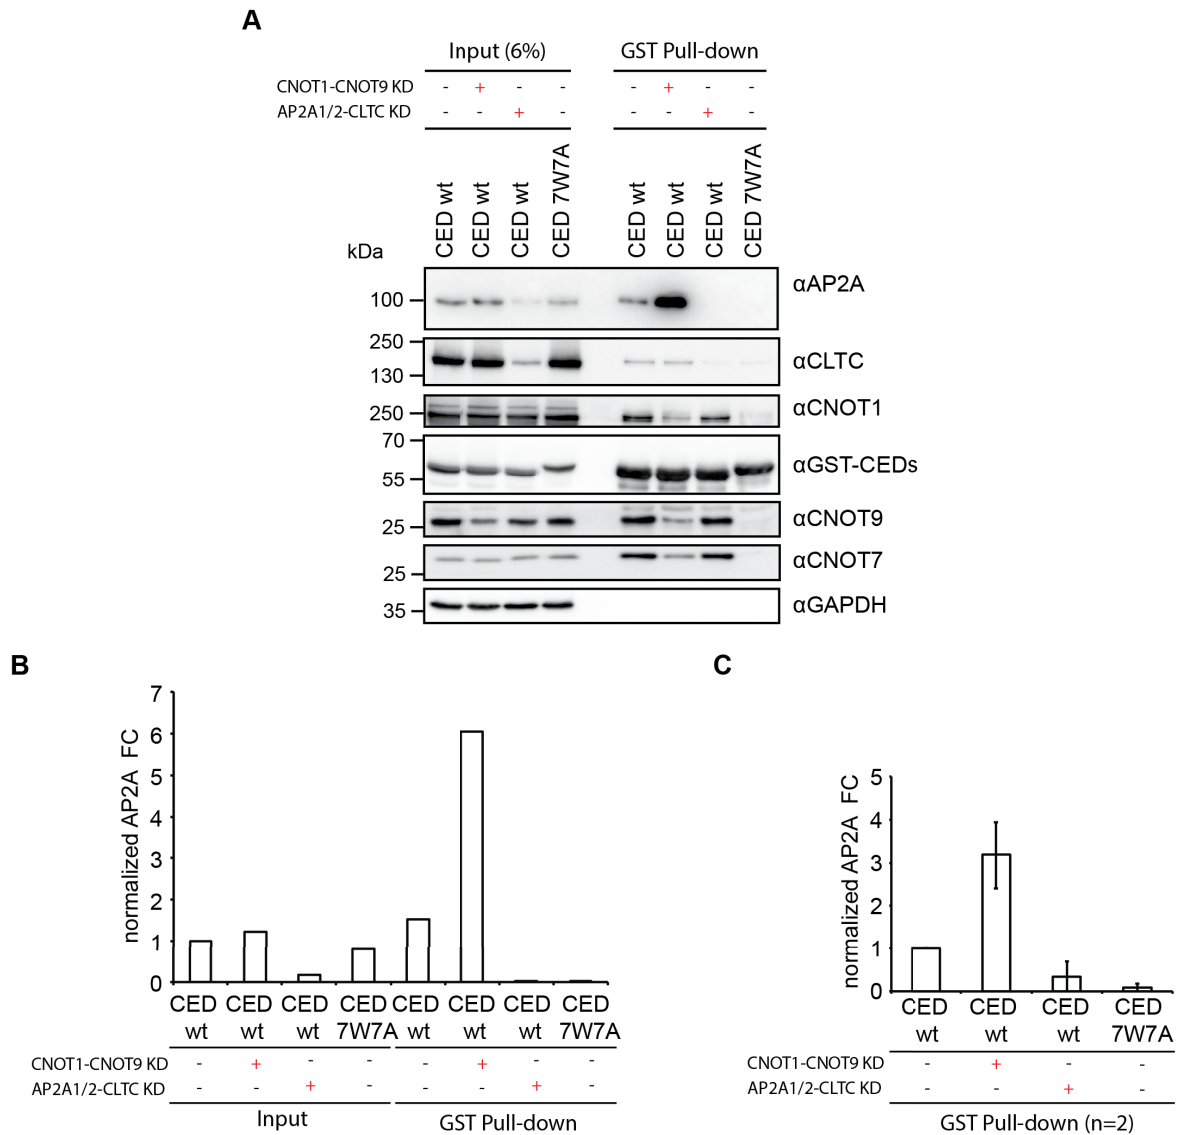 A
Input (6%) GST Pull-down
CNOT1-CNOT9 KD - + - - - + - -
AP2A1/2-CLTC KD - - + - - - + -
CED wt CED wt CED wt CED 7W7A CED wt CED wt CED wt CED 7W7A
kDa
αAP2A
100
250
αCLTC
130
αCNOT1
250
70
αGST-CEDs
55
αCNOT9
25
αCNOT7
25
αGAPDH
35
B
normalized AP2A FC
7
6
5
4
3
2
1
0
CED CED CED CED CED CED CED CED
wt wt wt 7W7A wt wt wt 7W7A
CNOT1-CNOT9 KD - + - - - + - -
AP2A1/2-CLTC KD - - + - - - + -
Input GST Pull-down
C
normalized AP2A FC
5
4
3
2
1
0
CED CED CED CED
wt wt wt 7W7A
CNOT1-CNOT9 KD - + - -
AP2A1/2-CLTC KD - - + -
GST Pull-down (n=2)